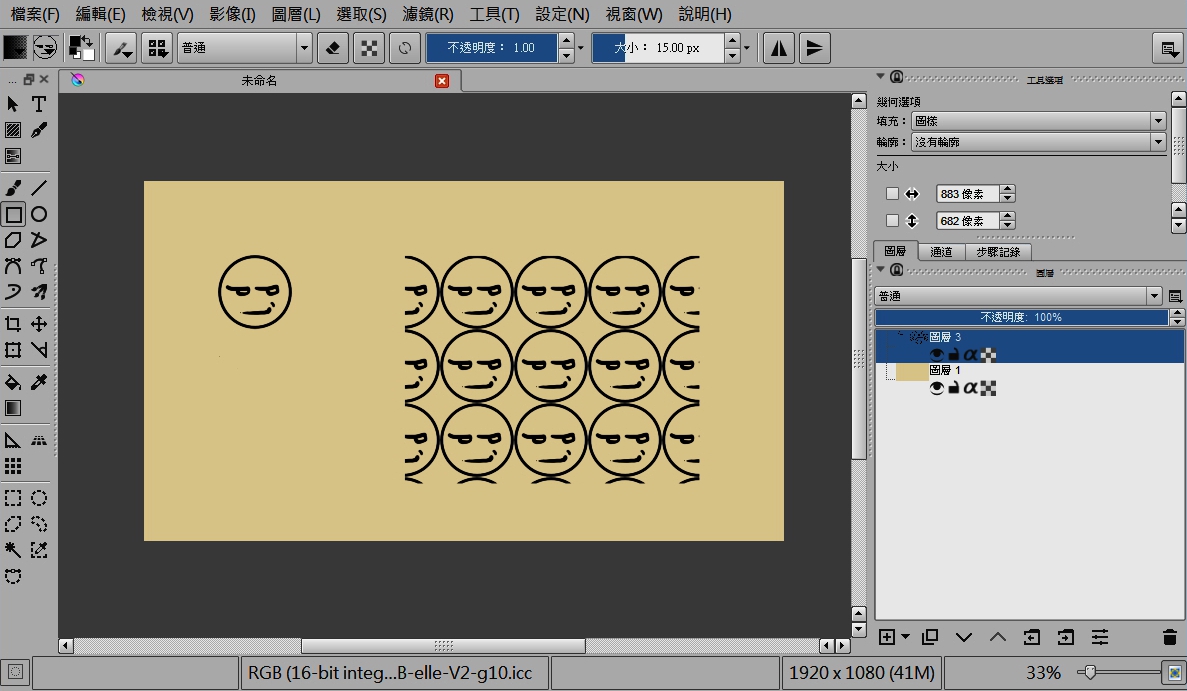 檔案(F) 編輯(E) 檢視(V) 影像(I) 圖層(L) 選取(S) 濾鏡(R) 工具(T) 設定(N) 視窗(W) 說明(H)
普通 不透明度： 1.00 大小： 15.00 px
未命名
工具選項
幾何選項
填充： 圖樣
輪廓： 沒有輪廓
大小
883 像素
682 像素
圖層 通道 步驟記錄
圖層
普通
不透明度: 100%
圖層 3
圖層 1
RGB (16-bit integ...B-elle-V2-g10.icc 1920 x 1080 (41M) 33%